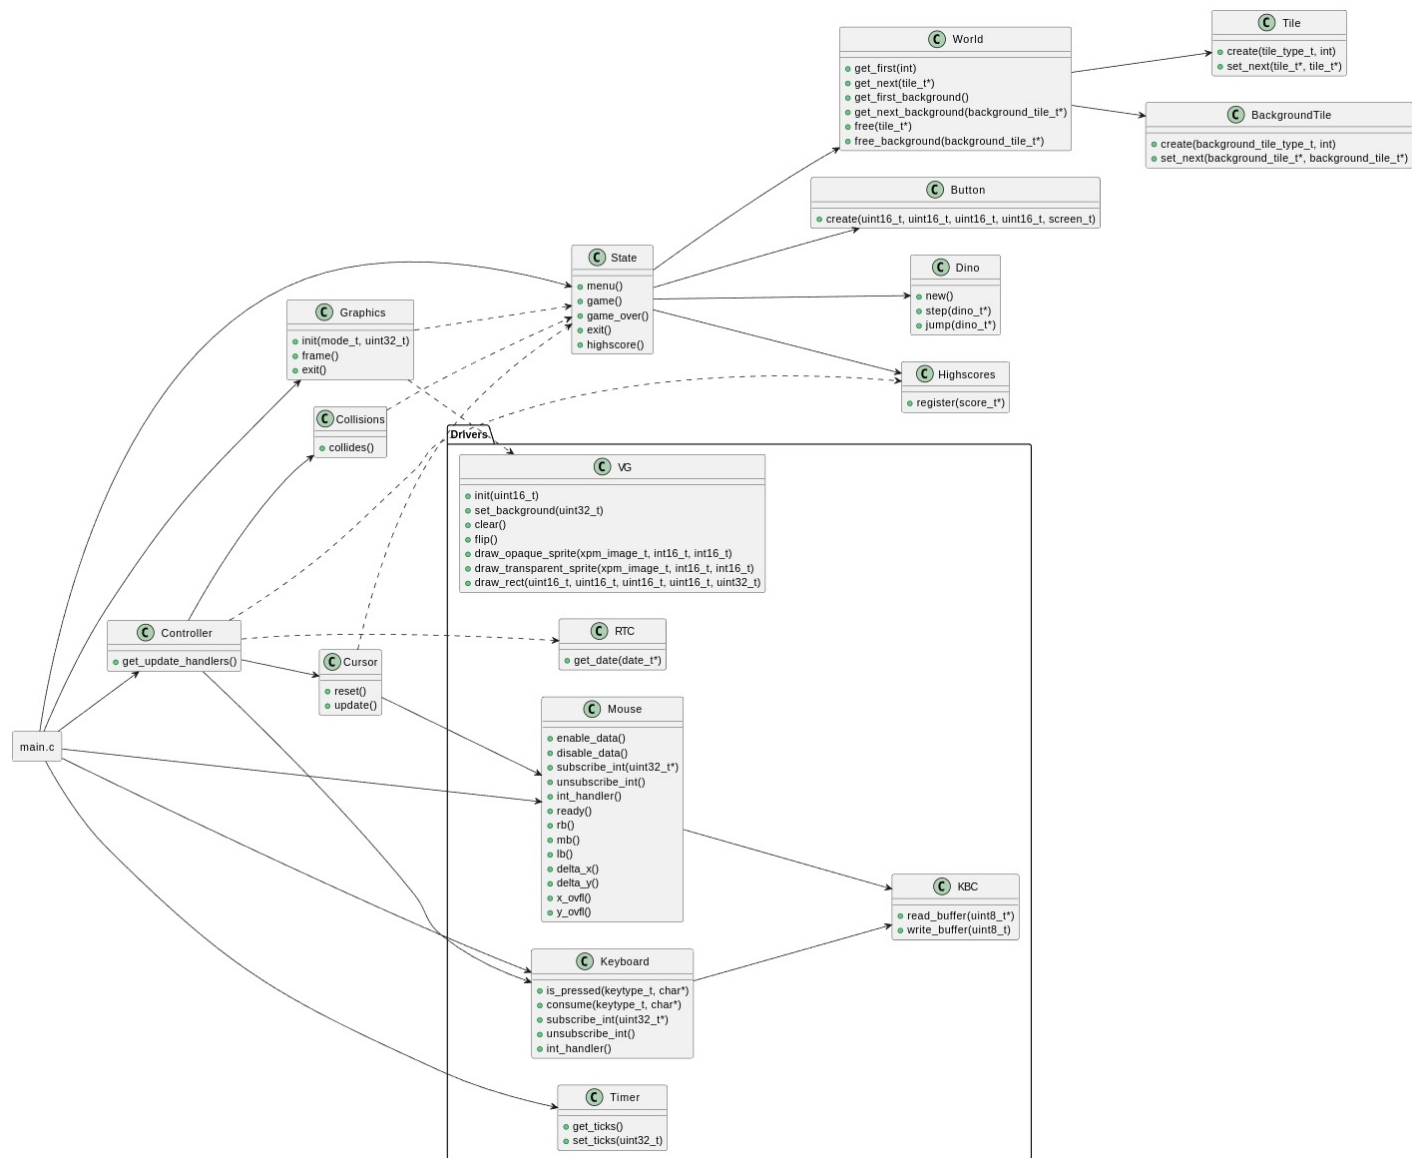 C Tile
create(tile_type_t, int)
set_next(tile_t*, tile_t*)
C World
get_first(int)
get_next(tile_t*)
get_first_background()
get_next_background(background_tile_t*)
free(tile_t*)
free_background(background_tile_t*)
C BackgroundTile
create(background_tile_type_t, int)
set_next(background_tile_t*, background_tile_t*)
C Button
create(uint16_t, uint16_t, uint16_t, uint16_t, screen_t)
C State
menu()
game()
game_over()
exit()
highscore()
C Dino
new()
step(dino_t*)
jump(dino_t*)
C Graphics
init(mode_t, uint32_t)
frame()
exit()
C Highscores
register(score_t*)
C Collisions
collides()
Drivers
C VG
init(uint16_t)
set_background(uint32_t)
clear()
flip()
draw_opaque_sprite(xpm_image_t, int16_t, int16_t)
draw_transparent_sprite(xpm_image_t, int16_t, int16_t)
draw_rect(uint16_t, uint16_t, uint16_t, uint16_t, uint32_t)
C Controller
get_update_handlers()
C RTC
get_date(date_t*)
C Cursor
reset()
update()
main.c
C Mouse
enable_data()
disable_data()
subscribe_int(uint32_t*)
unsubscribe_int()
int_handler()
ready()
rb()
mb()
lb()
delta_x()
delta_y()
x_ovfl()
y_ovfl()
C KBC
read_buffer(uint8_t*)
write_buffer(uint8_t)
C Keyboard
is_pressed(keytype_t, char*)
consume(keytype_t, char*)
subscribe_int(uint32_t*)
unsubscribe_int()
int_handler()
C Timer
get_ticks()
set_ticks(uint32_t)